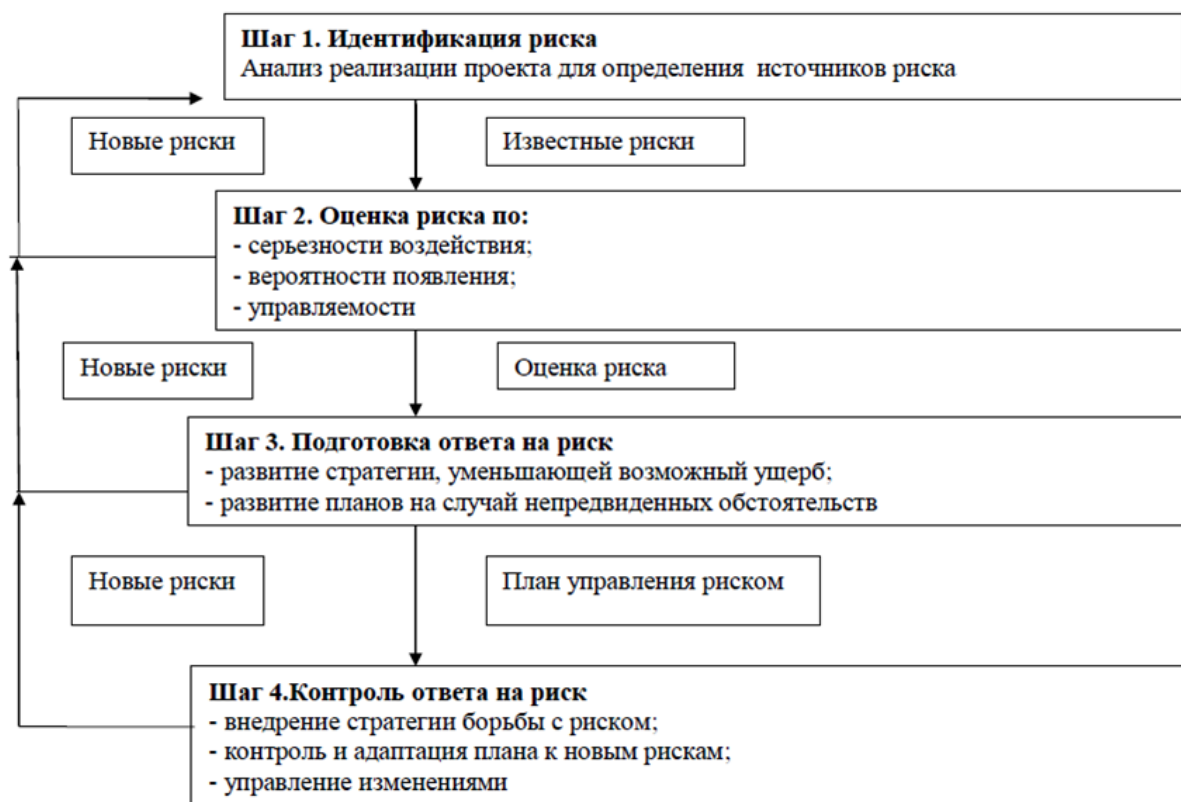 Шаг 1. Идентификация риска
Анализ реализации проекта для определения источников риска
Новые риски
Известные риски
Шаг 2. Оценка риска по:
- серьезности воздействия;
- вероятности появления;
- управляемости
Новые риски
Оценка риска
Шаг 3. Подготовка ответа на риск
- развитие стратегии, уменьшающей возможный ущерб;
- развитие планов на случай непредвиденных обстоятельств
Новые риски
План управления риском
Шаг 4.Контроль ответа на риск
- внедрение стратегии борьбы с риском;
- контроль и адаптация плана к новым рискам;
- управление изменениями